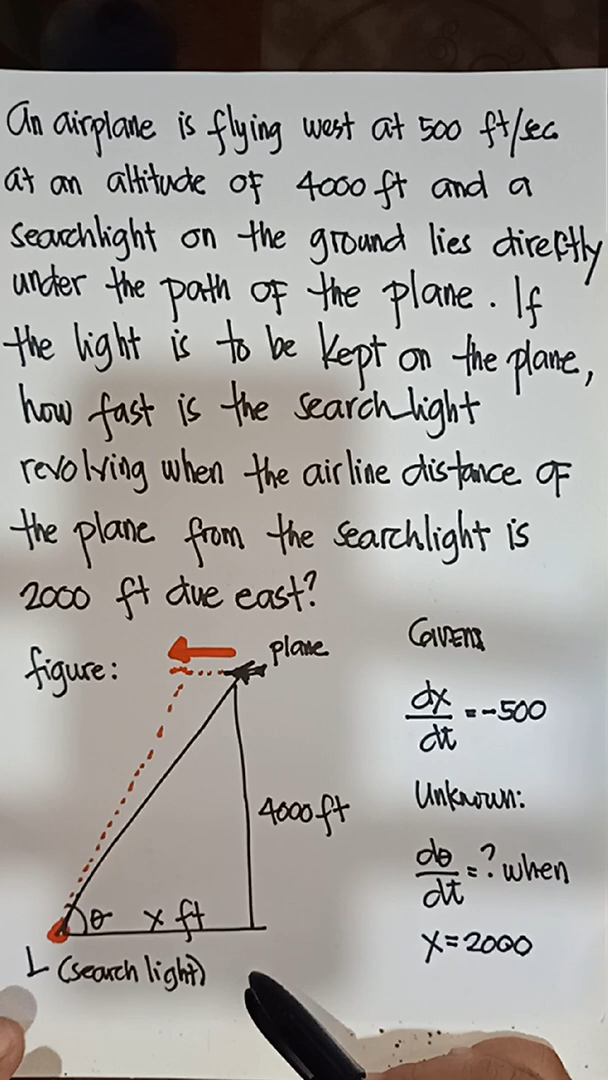 An airplane is flying west at 500 ft/sec
at an altitude of 4000 ft and a
searchlight on the ground lies directly
under the path of the plane. If
the light is to be kept on the plane,
how fast is the searchlight
revolving when the airline distance of
the plane from the searchlight is
2000 ft due east?
figure:
plane
4000 ft
θ x ft
L (search light)
Given:
dx/dt = -500
Unknown:
dθ/dt = ? when
x = 2000